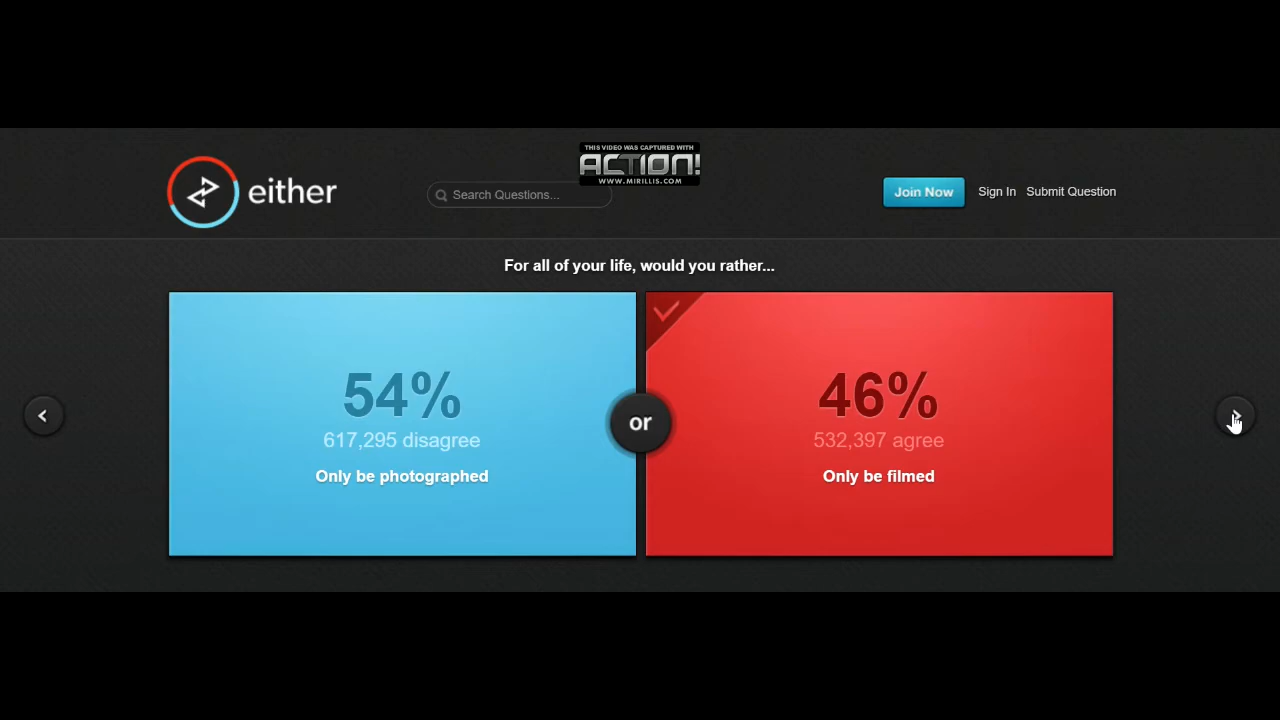 THIS VIDEO WAS CAPTURED WITH
ACTION!
WWW.MIRILLIS.COM
either
Search Questions...
Join Now
Sign In
Submit Question
For all of your life, would you rather...
54%
617,295 disagree
Only be photographed
or
46%
532,397 agree
Only be filmed